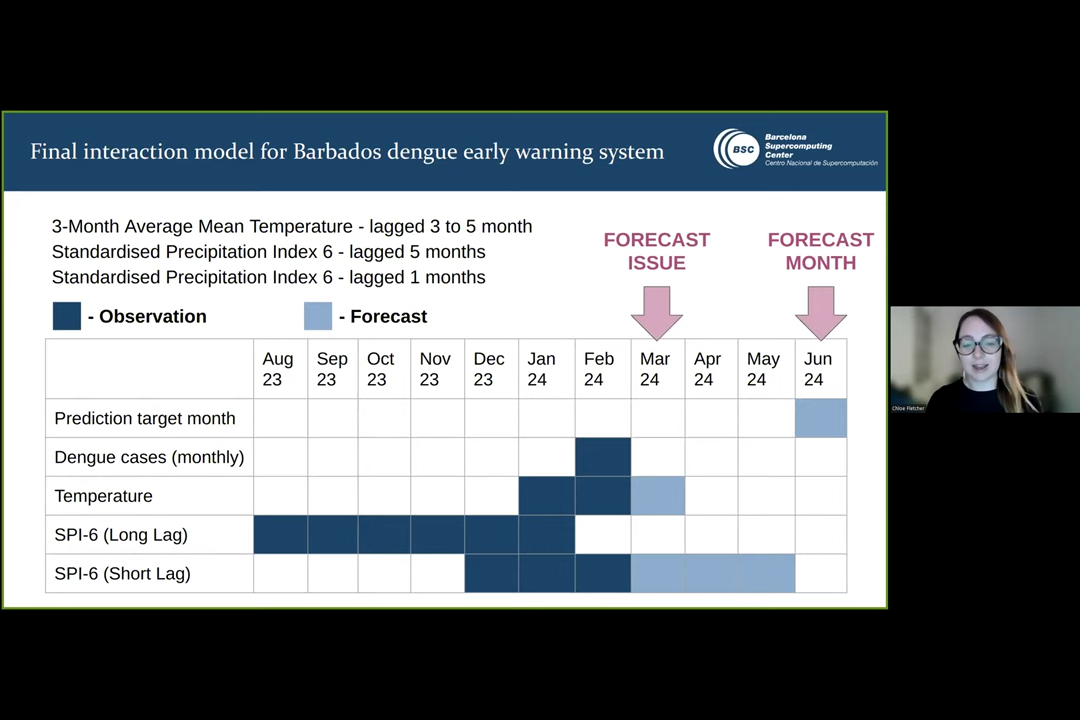 Final interaction model for Barbados dengue early warning system
BSC
Barcelona
Supercomputing
Center
Centro Nacional de Supercomputación
3-Month Average Mean Temperature - lagged 3 to 5 month
Standardised Precipitation Index 6 - lagged 5 months
Standardised Precipitation Index 6 - lagged 1 months
FORECAST
ISSUE
FORECAST
MONTH
- Observation
- Forecast
Aug
23
Sep
23
Oct
23
Nov
23
Dec
23
Jan
24
Feb
24
Mar
24
Apr
24
May
24
Jun
24
Prediction target month
Dengue cases (monthly)
Temperature
SPI-6 (Long Lag)
SPI-6 (Short Lag)
Chloe Fletcher